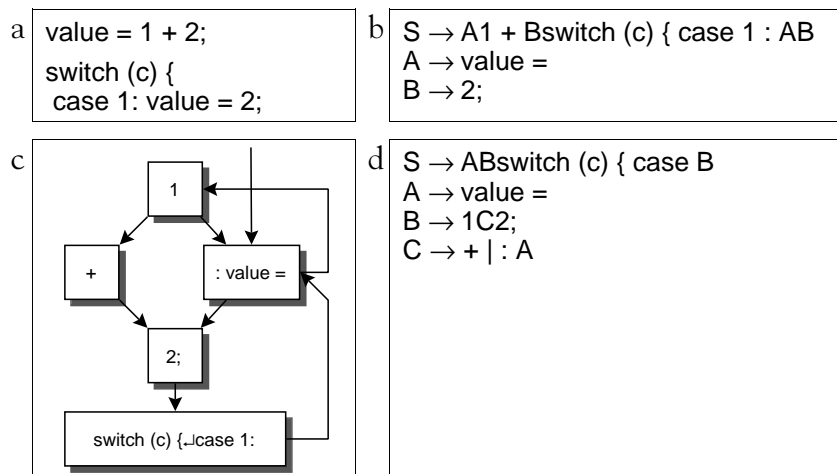 a
value = 1 + 2;
switch (c) {
case 1: value = 2;
b
S → A1 + Bswitch (c) { case 1 : AB
A → value =
B → 2;
c
1
+
: value =
2;
switch (c) {↵case 1:
d
S → ABswitch (c) { case B
A → value =
B → 1C2;
C → + | : A